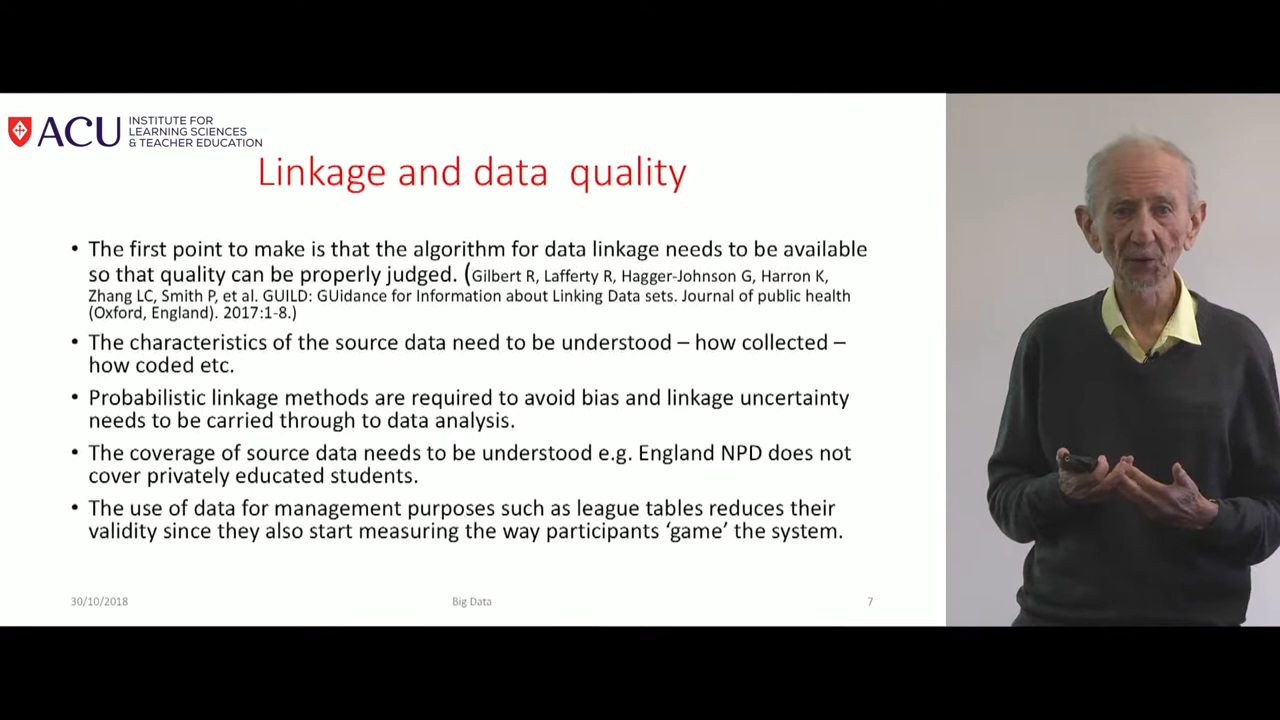 ACU
INSTITUTE FOR
LEARNING SCIENCES
& TEACHER EDUCATION
Linkage and data quality
• The first point to make is that the algorithm for data linkage needs to be available
so that quality can be properly judged. (Gilbert R, Lafferty R, Hagger-Johnson G, Harron K,
Zhang LC, Smith P, et al. GUILD: GUidance for Information about Linking Data sets. Journal of public health
(Oxford, England). 2017:1-8.)
• The characteristics of the source data need to be understood – how collected –
how coded etc.
• Probabilistic linkage methods are required to avoid bias and linkage uncertainty
needs to be carried through to data analysis.
• The coverage of source data needs to be understood e.g. England NPD does not
cover privately educated students.
• The use of data for management purposes such as league tables reduces their
validity since they also start measuring the way participants ‘game’ the system.
30/10/2018
Big Data
7